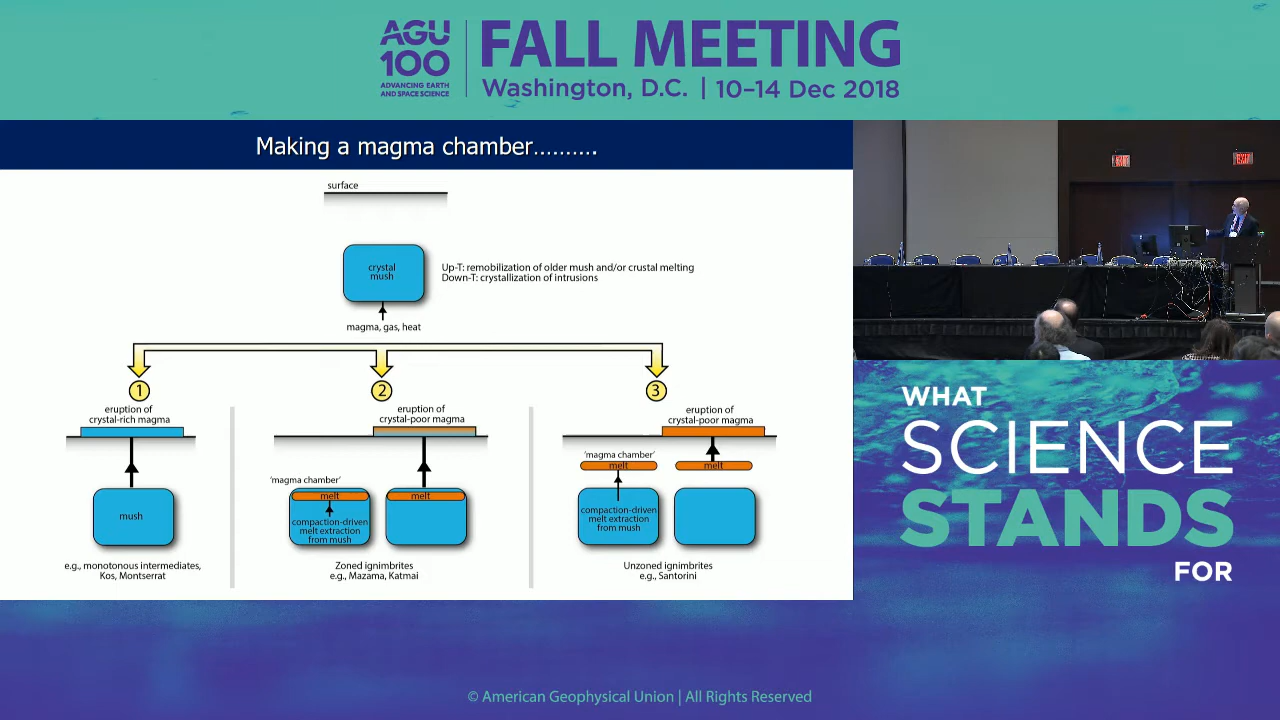 AGU
100
ADVANCING EARTH
AND SPACE SCIENCE
FALL MEETING
Washington, D.C. | 10–14 Dec 2018
Making a magma chamber..........
surface
crystal
mush
Up-T: remobilization of older mush and/or crustal melting
Down-T: crystallization of intrusions
magma, gas, heat
1
2
3
eruption of
crystal-rich magma
mush
e.g., monotonous intermediates,
Kos, Montserrat
eruption of
crystal-poor magma
'magma chamber'
melt
compaction-driven
melt extraction
from mush
melt
Zoned ignimbrites
e.g., Mazama, Katmai
eruption of
crystal-poor magma
'magma chamber'
melt
melt
compaction-driven
melt extraction
from mush
Unzoned ignimbrites
e.g., Santorini
WHAT
SCIENCE
STANDS
FOR
© American Geophysical Union | All Rights Reserved